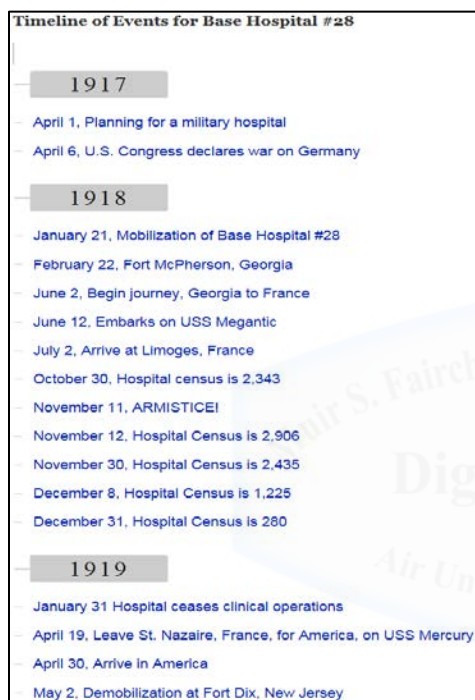 Timeline of Events for Base Hospital #28
1917
April 1, Planning for a military hospital
April 6, U.S. Congress declares war on Germany
1918
January 21, Mobilization of Base Hospital #28
February 22, Fort McPherson, Georgia
June 2, Begin journey, Georgia to France
June 12, Embarks on USS Megantic
July 2, Arrive at Limoges, France
October 30, Hospital census is 2,343
November 11, ARMISTICE!
November 12, Hospital Census is 2,906
November 30, Hospital Census is 2,435
December 8, Hospital Census is 1,225
December 31, Hospital Census is 280
1919
January 31 Hospital ceases clinical operations
April 19, Leave St. Nazaire, France, for America, on USS Mercury
April 30, Arrive in America
May 2, Demobilization at Fort Dix, New Jersey